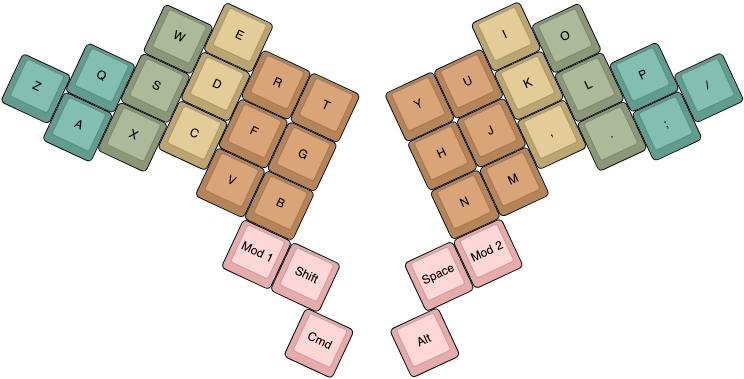 W E I O
Z Q S D R T Y U K L P /
A X C F G H J , . ;
V B N M
Mod 1 Shift Space Mod 2
Cmd Alt